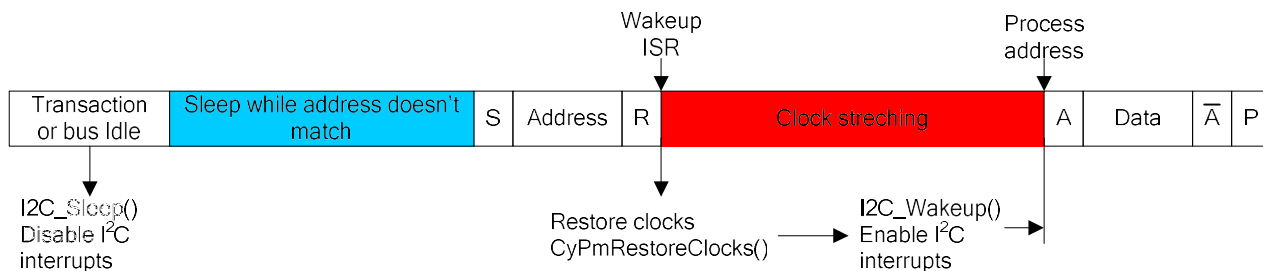 Wakeup
ISR
Process
address
Transaction
or bus Idle
Sleep while address doesn't
match
S
Address
R
Clock streching
A
Data
A̅
P
I2C_Sleep()
Disable I²C
interrupts
Restore clocks
CyPmRestoreClocks()
I2C_Wakeup()
Enable I²C
interrupts